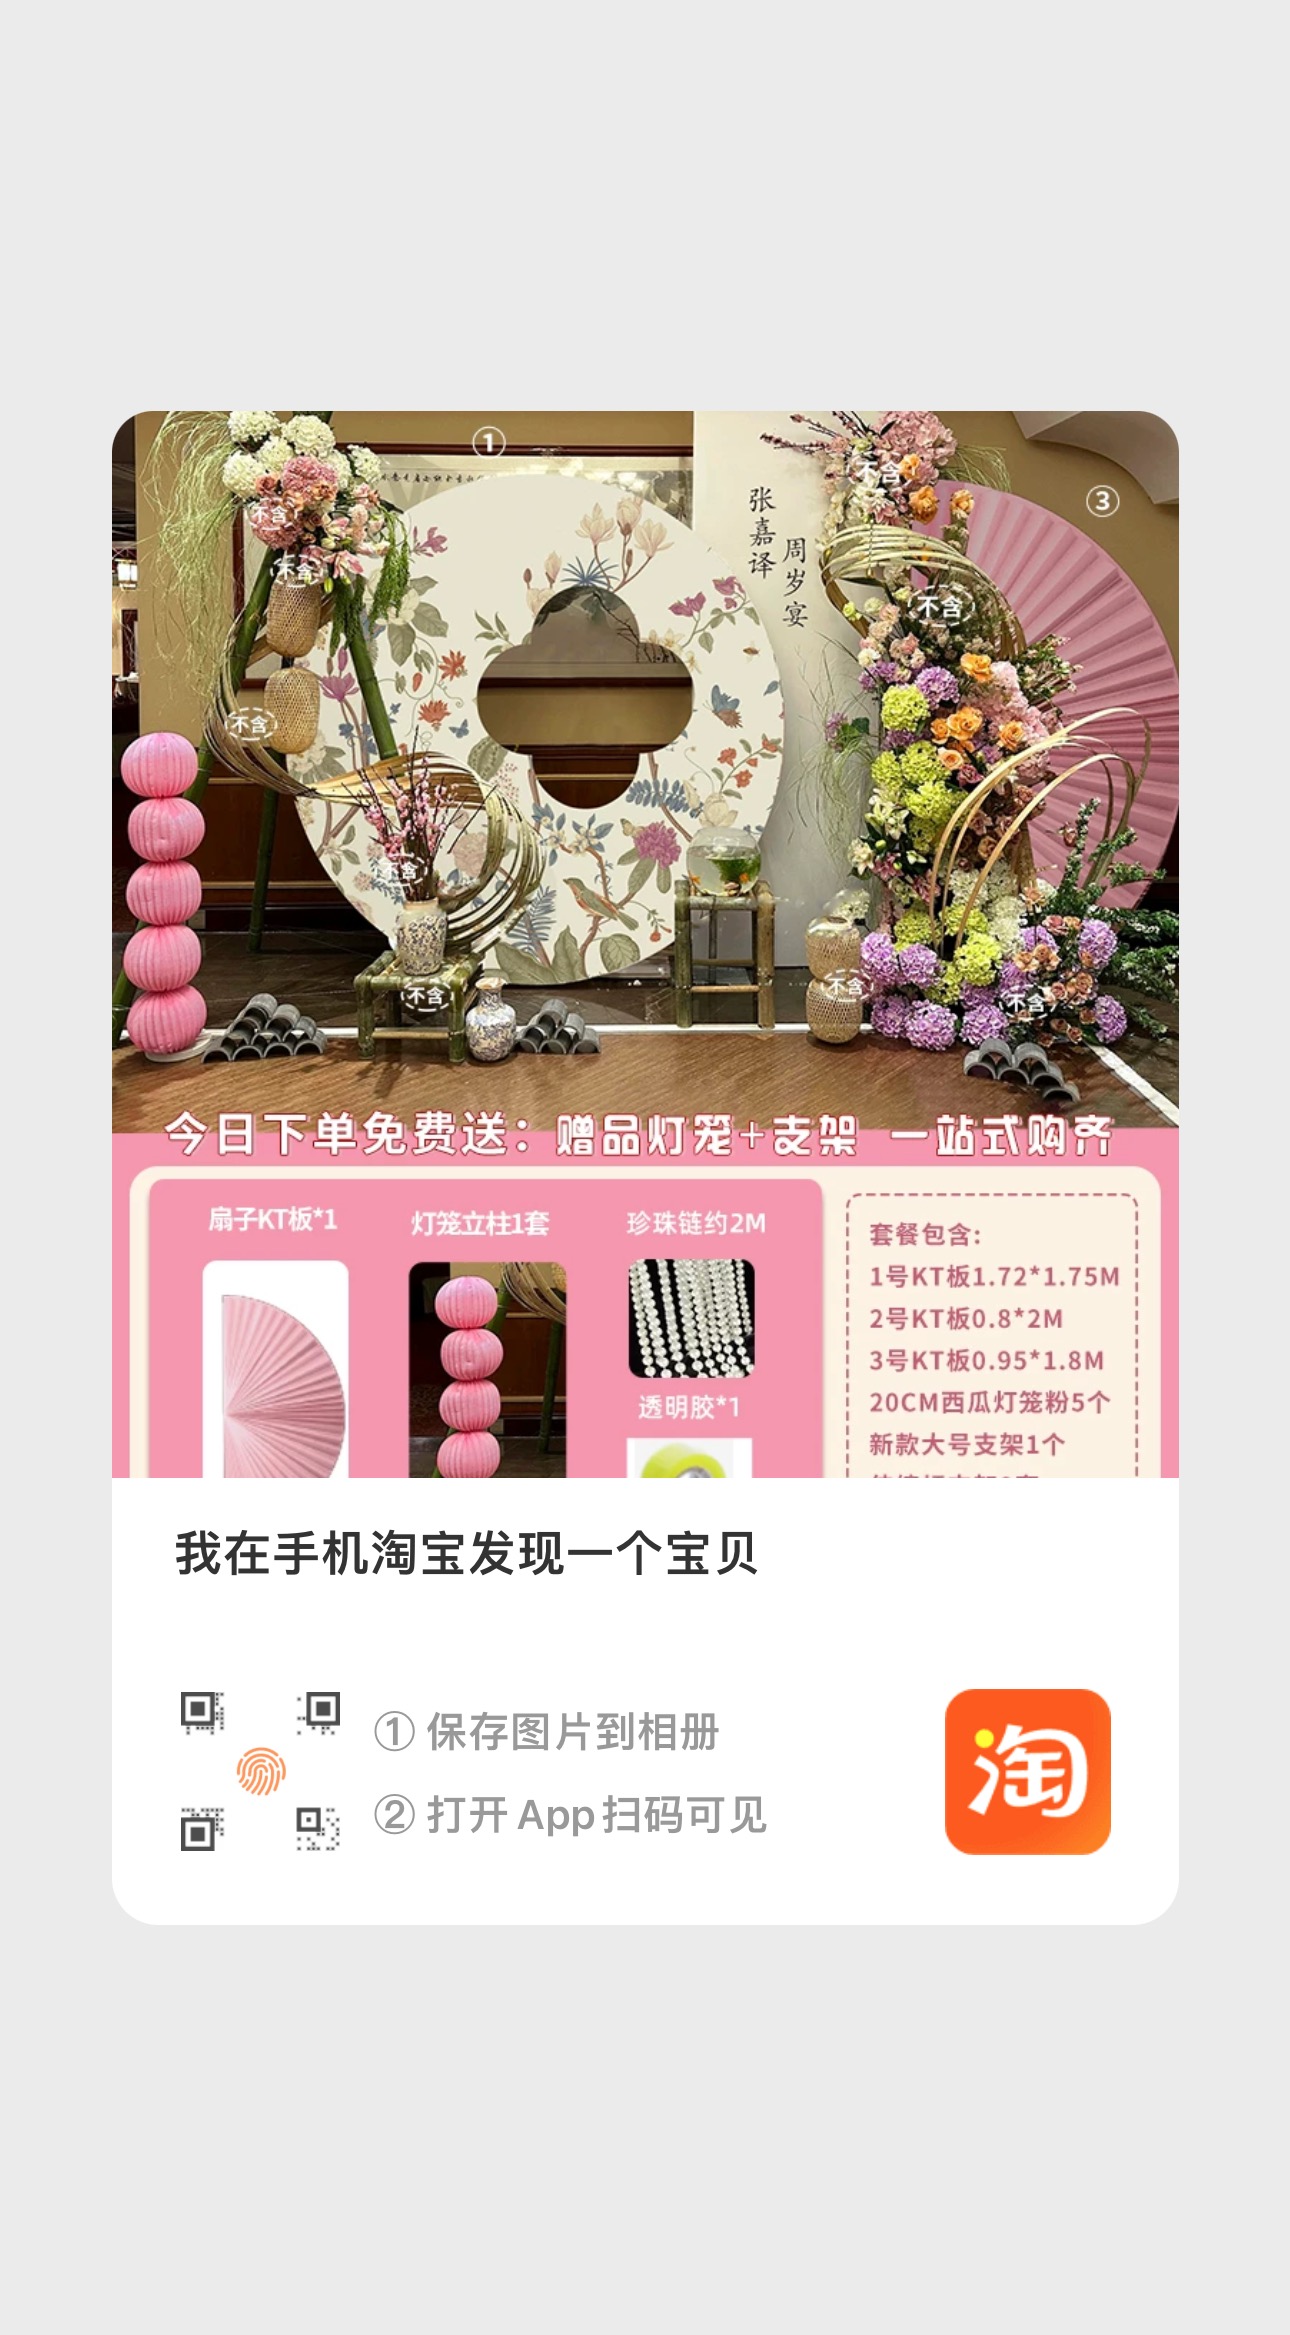 ①
不含
③
张嘉译
周岁宴
不含
不含
不含
不含
不含
不含
不含
不含
今日下单免费送：赠品灯笼+支架 一站式购齐
扇子KT板*1
灯笼立柱1套
珍珠链约2M
透明胶*1
套餐包含:
1号KT板1.72*1.75M
2号KT板0.8*2M
3号KT板0.95*1.8M
20CM西瓜灯笼粉5个
新款大号支架1个
我在手机淘宝发现一个宝贝
① 保存图片到相册
② 打开 App 扫码可见
淘